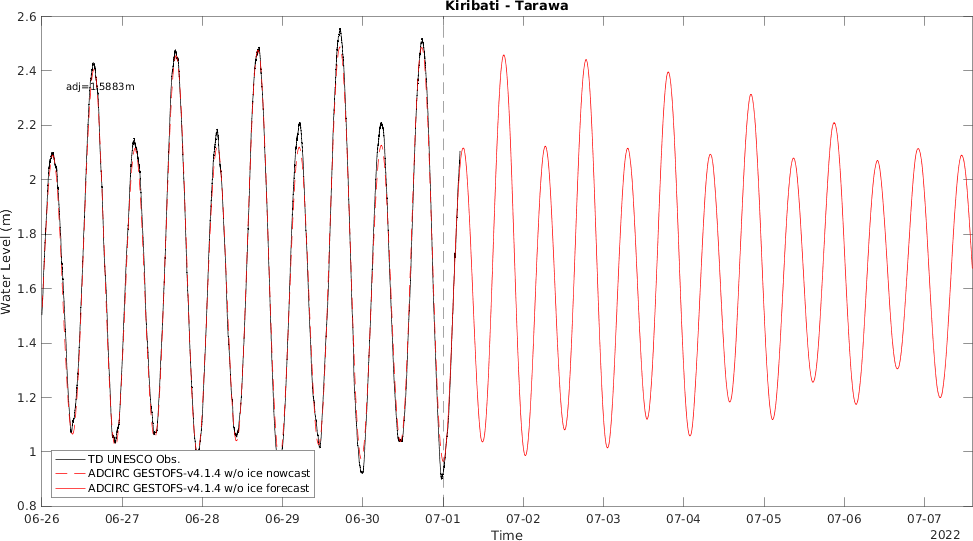 Kiribati - Tarawa
2.6
2.4
adj=1.5883m
2.2
2
1.8
Water Level (m)
1.6
1.4
1.2
1
0.8
TD UNESCO Obs.
ADCIRC GESTOFS-v4.1.4 w/o ice nowcast
ADCIRC GESTOFS-v4.1.4 w/o ice forecast
06-26 06-27 06-28 06-29 06-30 07-01 07-02 07-03 07-04 07-05 07-06 07-07
Time
2022